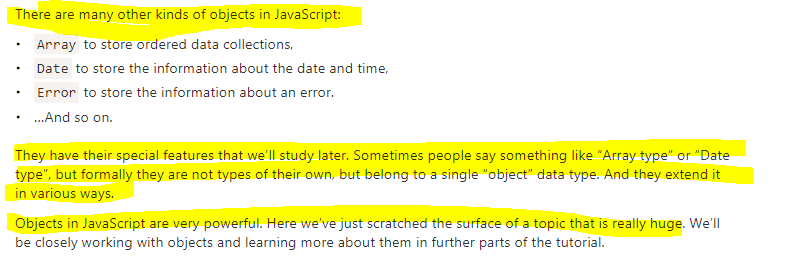 There are many other kinds of objects in JavaScript:
• Array to store ordered data collections,
• Date to store the information about the date and time,
• Error to store the information about an error.
• …And so on.
They have their special features that we’ll study later. Sometimes people say something like “Array type” or “Date
type”, but formally they are not types of their own, but belong to a single “object” data type. And they extend it
in various ways.
Objects in JavaScript are very powerful. Here we’ve just scratched the surface of a topic that is really huge. We’ll
be closely working with objects and learning more about them in further parts of the tutorial.